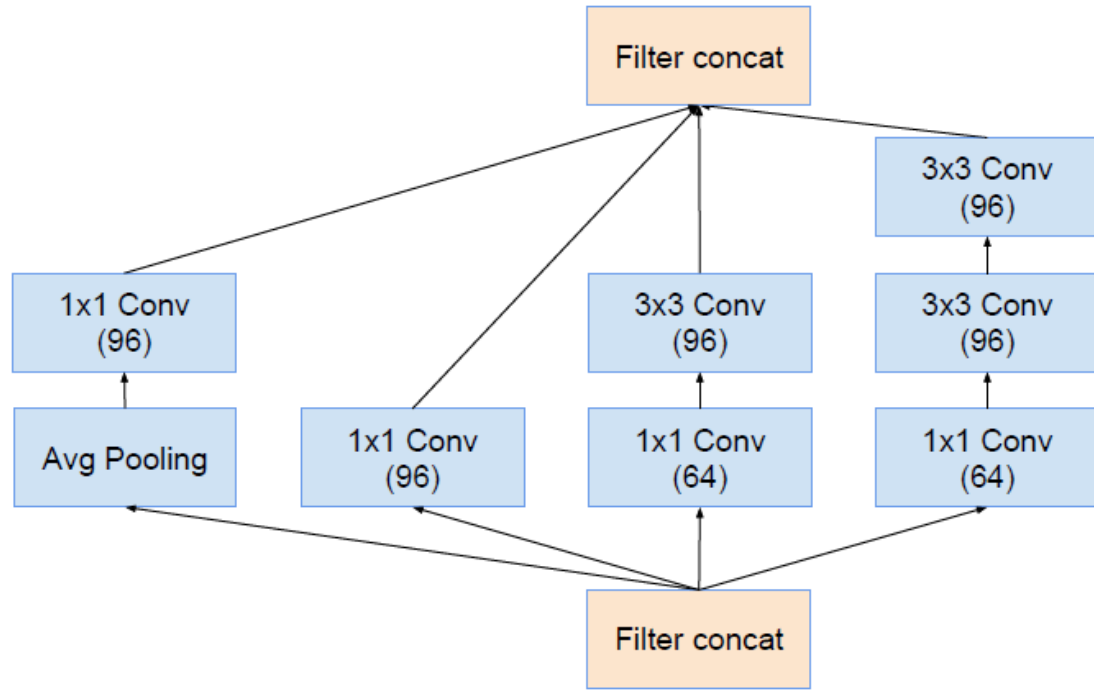 Filter concat
3x3 Conv
(96)
1x1 Conv
(96)
3x3 Conv
(96)
3x3 Conv
(96)
Avg Pooling
1x1 Conv
(96)
1x1 Conv
(64)
1x1 Conv
(64)
Filter concat